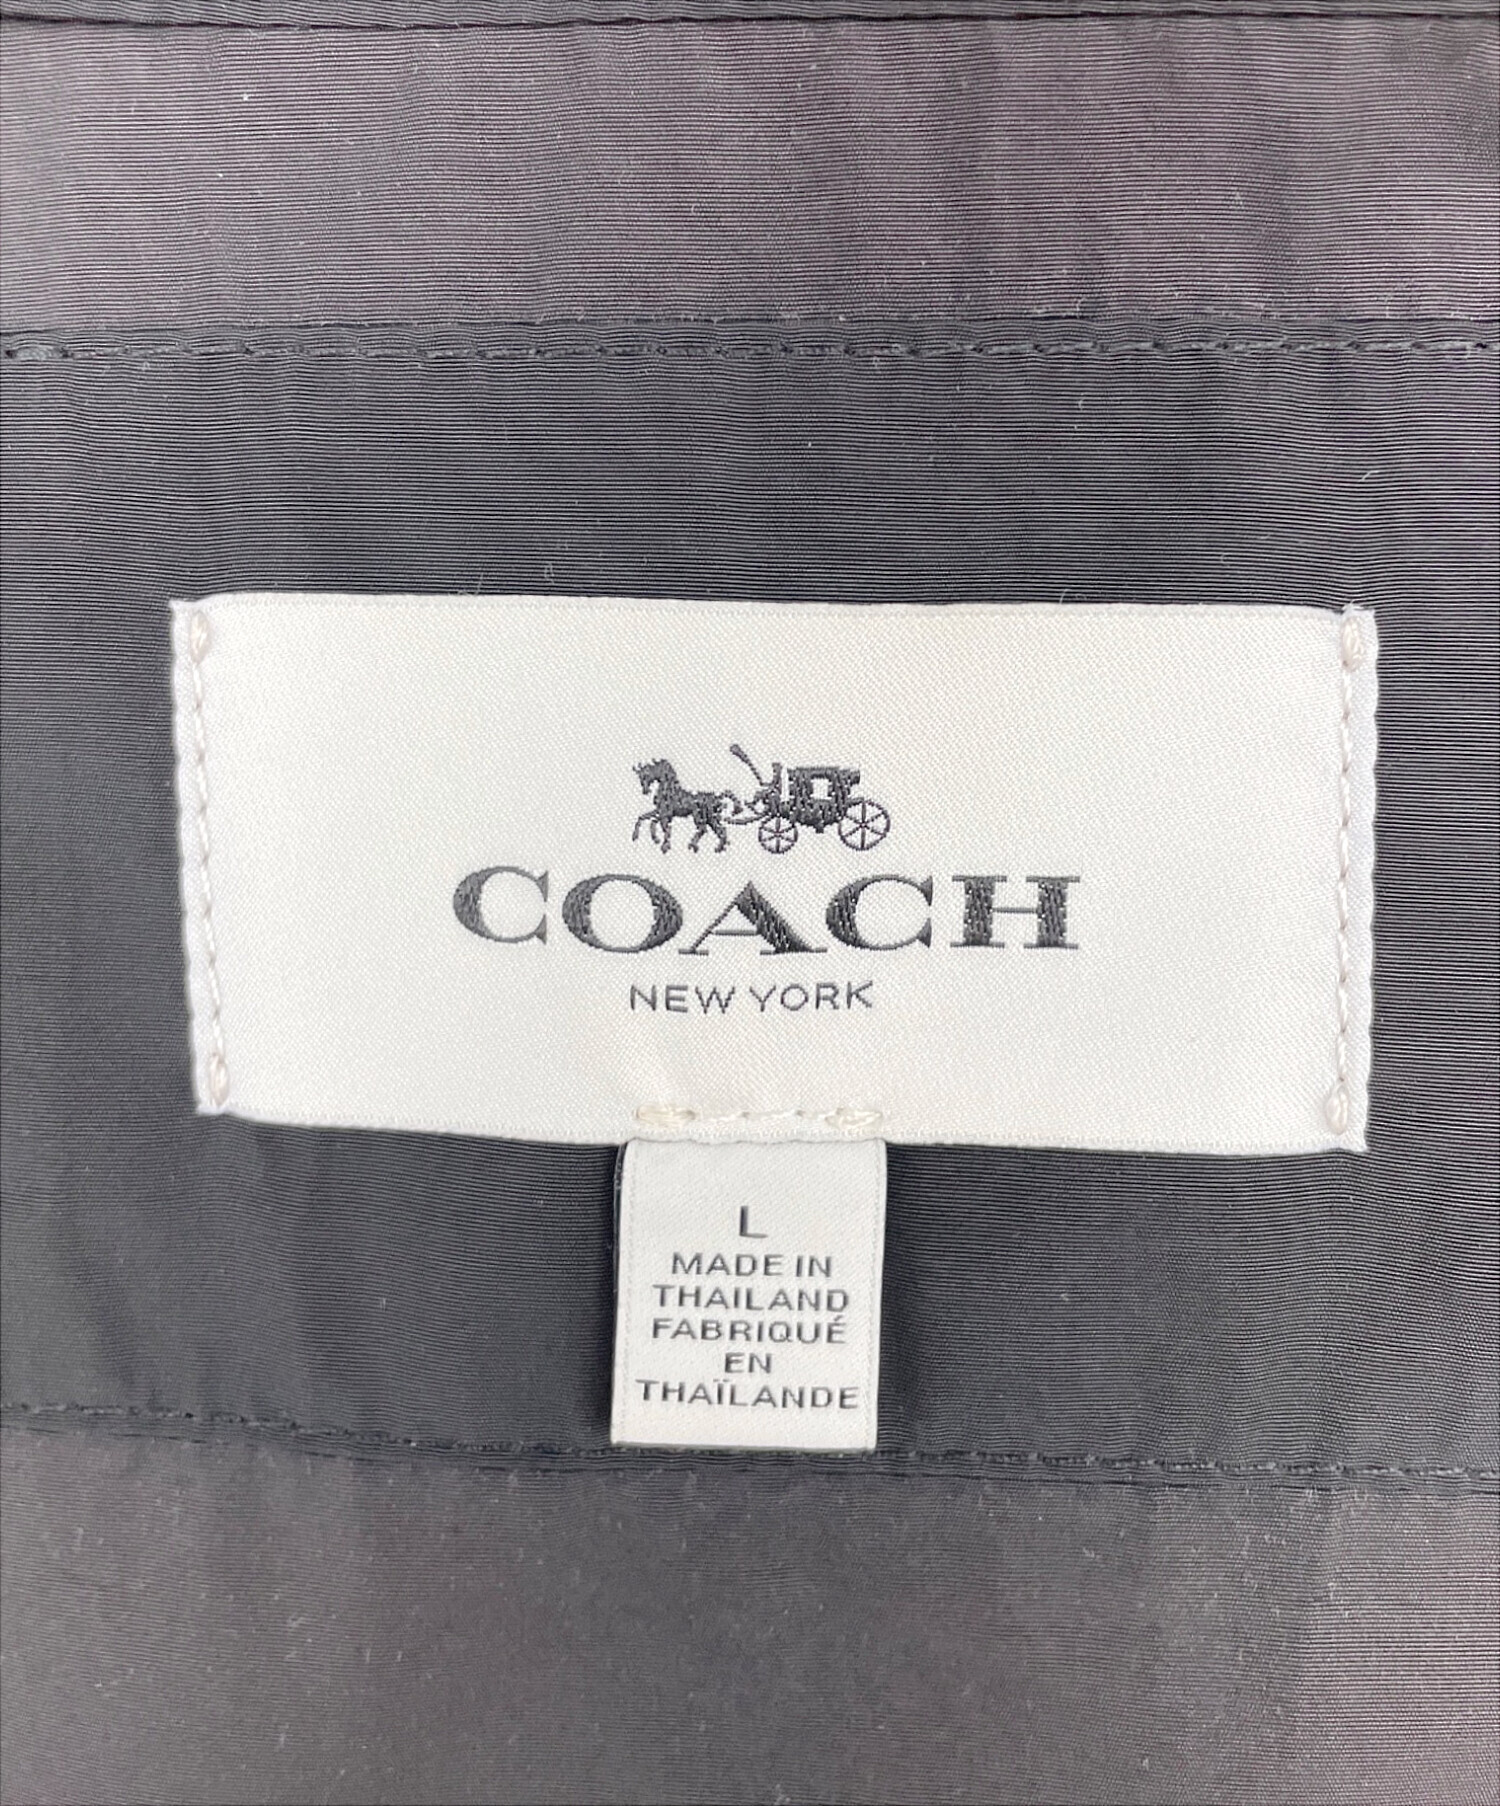 COACH
NEW YORK
L
MADE IN
THAILAND
FABRIQUÉ
EN
THAÏLANDE